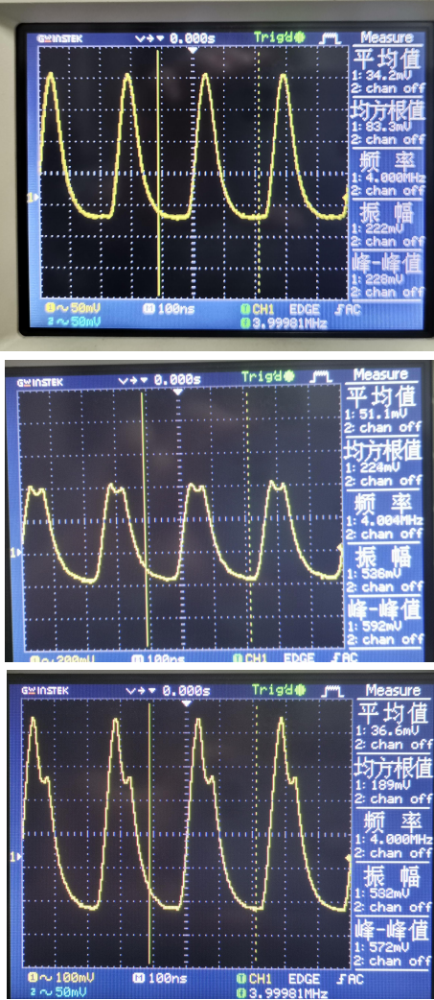 GWINSTEK 0.000s Trig'd Measure
平均值
1: 34.2mV
2: chan off
均方根值
1: 83.3mV
2: chan off
频 率
1: 4.000MHz
2: chan off
振 幅
1: 222mV
2: chan off
峰-峰值
1: 228mV
2: chan off
1
1 ~ 50mV M 100ns T CH1 EDGE AC
2 ~ 50mV T 3.99981MHz
GWINSTEK 0.000s Trig'd Measure
平均值
1: 51.1mV
2: chan off
均方根值
1: 224mV
2: chan off
频 率
1: 4.004MHz
2: chan off
振 幅
1: 536mV
2: chan off
峰-峰值
1: 592mV
2: chan off
1
1 ~ 200mV M 100ns T CH1 EDGE AC
GWINSTEK 0.000s Trig'd Measure
平均值
1: 36.6mV
2: chan off
均方根值
1: 189mV
2: chan off
频 率
1: 4.000MHz
2: chan off
振 幅
1: 532mV
2: chan off
峰-峰值
1: 572mV
2: chan off
1
1 ~ 100mV M 100ns T CH1 EDGE AC
2 ~ 50mV T 3.99981MHz